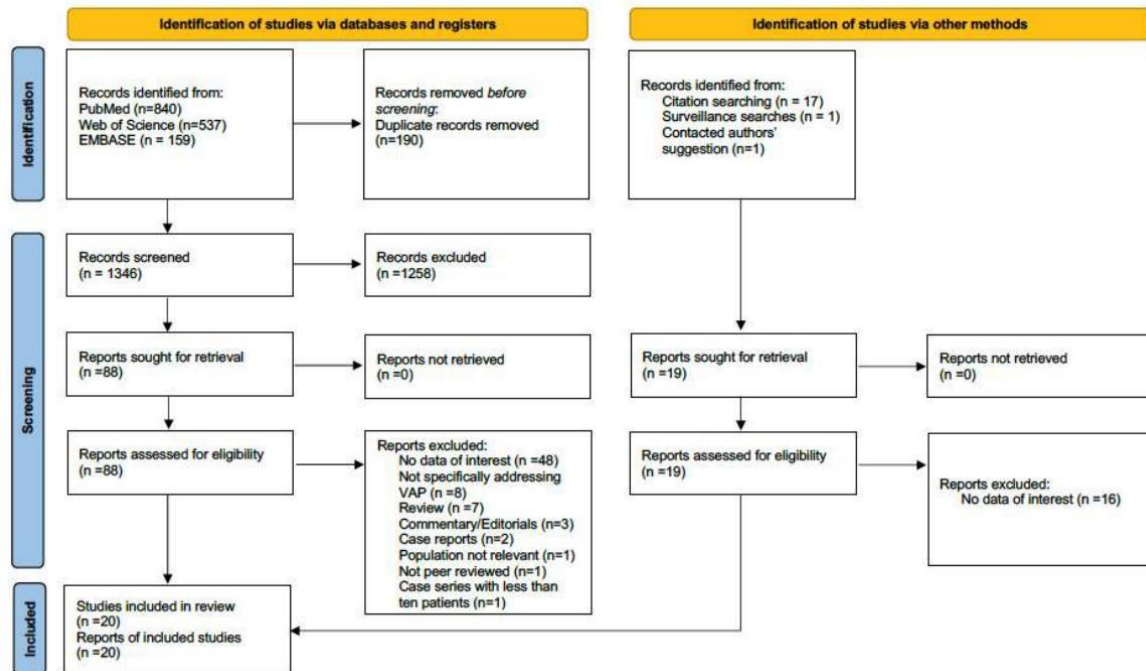 Identification of studies via databases and registers
Identification of studies via other methods
Identification
Records identified from:
PubMed (n=840)
Web of Science (n=537)
EMBASE (n = 159)
Records removed before
screening:
Duplicate records removed
(n=190)
Records identified from:
Citation searching (n = 17)
Surveillance searches (n = 1)
Contacted authors'
suggestion (n=1)
Screening
Records screened
(n = 1346)
Records excluded
(n =1258)
Reports sought for retrieval
(n =88)
Reports not retrieved
(n =0)
Reports sought for retrieval
(n =19)
Reports not retrieved
(n =0)
Reports assessed for eligibility
(n =88)
Reports excluded:
No data of interest (n =48)
Not specifically addressing
VAP (n =8)
Review (n =7)
Commentary/Editorials (n=3)
Case reports (n=2)
Population not relevant (n=1)
Not peer reviewed (n=1)
Case series with less than
ten patients (n=1)
Reports assessed for eligibility
(n =19)
Reports excluded:
No data of interest (n =16)
Included
Studies included in review
(n =20)
Reports of included studies
(n =20)